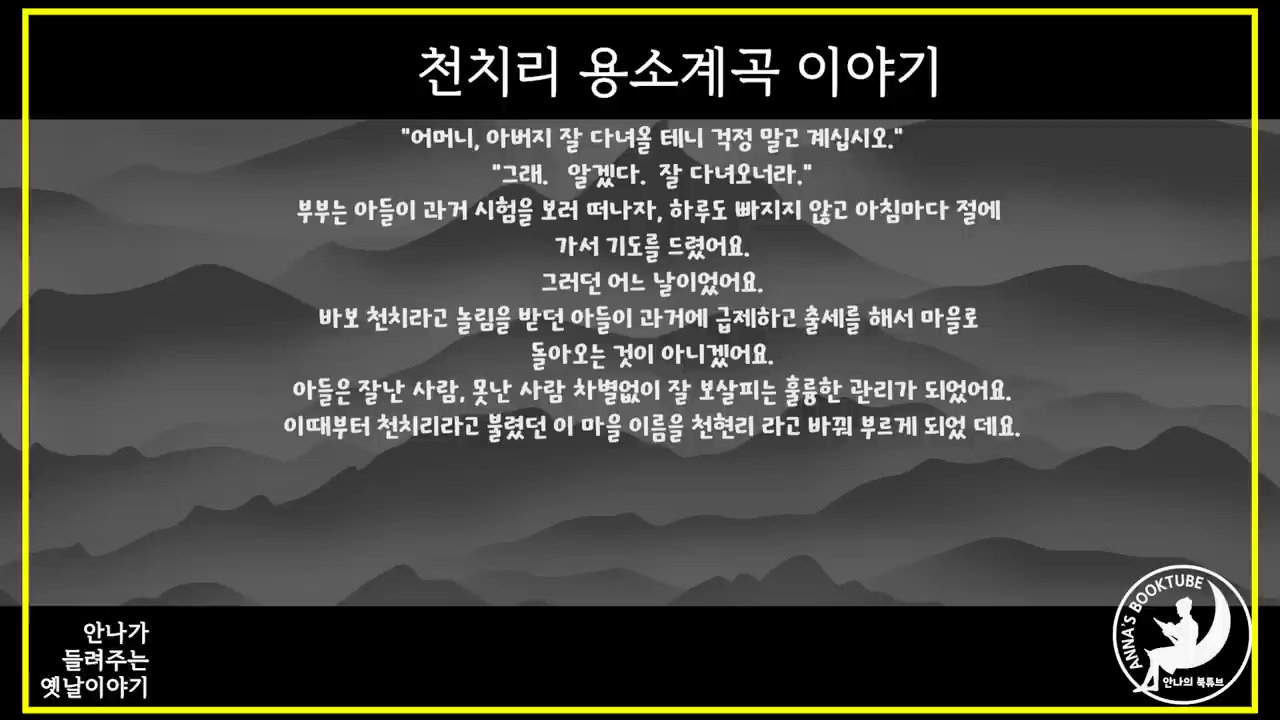 천치리 용소계곡 이야기
"어머니, 아버지 잘 다녀올 테니 걱정 말고 계십시오."
"그래. 알겠다. 잘 다녀오너라."
부부는 아들이 과거 시험을 보러 떠나자, 하루도 빠지지 않고 아침마다 절에
가서 기도를 드렸어요.
그러던 어느 날이었어요.
바보 천치라고 놀림을 받던 아들이 과거에 급제하고 출세를 해서 마을로
돌아오는 것이 아니겠어요.
아들은 잘난 사람, 못난 사람 차별없이 잘 보살피는 훌륭한 관리가 되었어요.
이때부터 천치리라고 불렸던 이 마을 이름을 천현리 라고 바꿔 부르게 되었 데요.
안나가
들려주는
옛날이야기
ANNA'S BOOKTUBE
안나의 북튜브